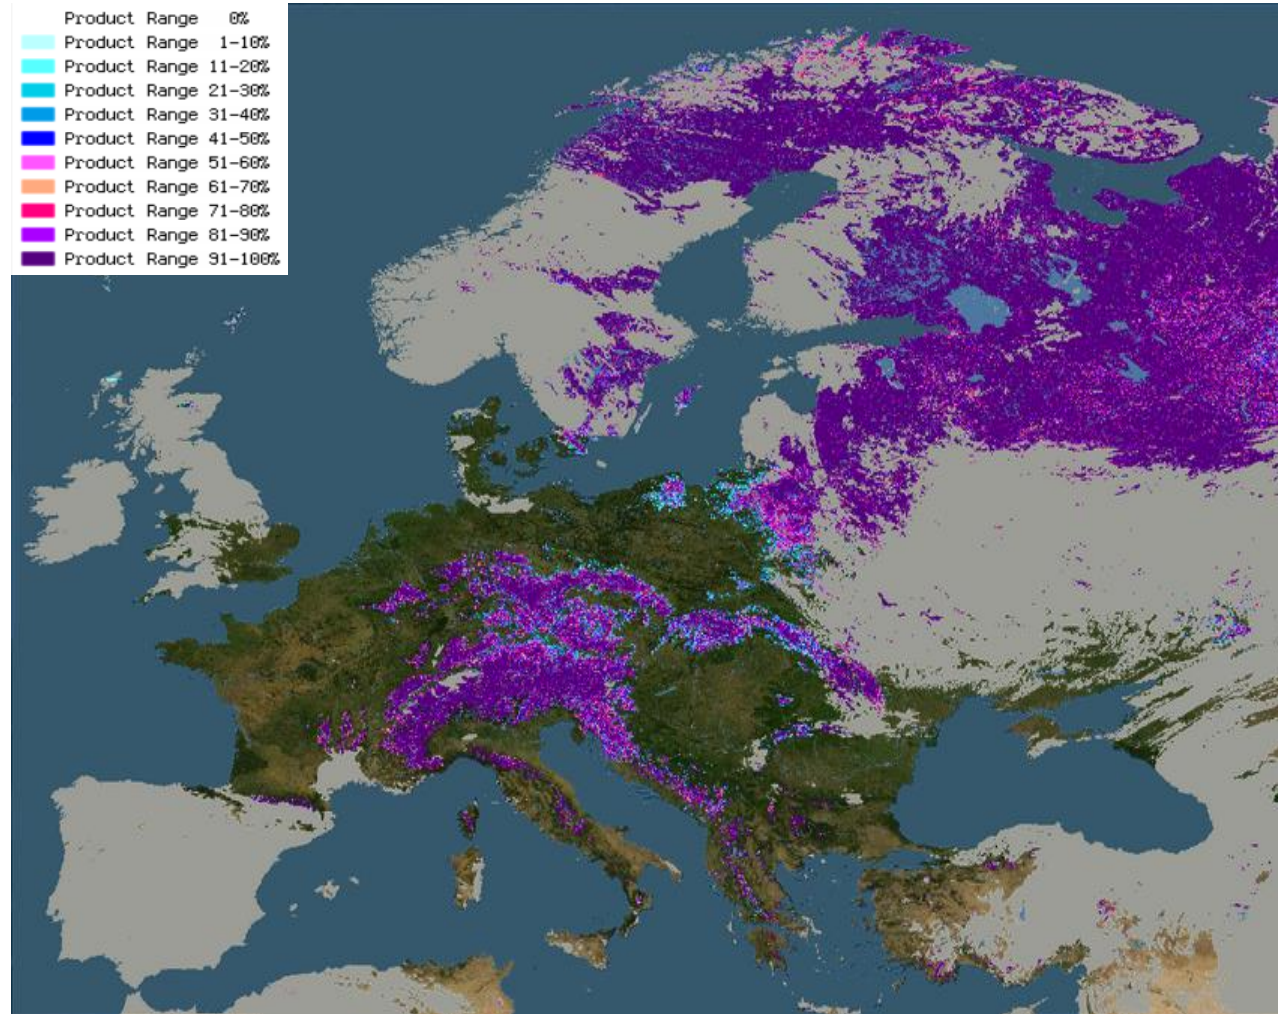 Product Range 0%
Product Range 1-10%
Product Range 11-20%
Product Range 21-30%
Product Range 31-40%
Product Range 41-50%
Product Range 51-60%
Product Range 61-70%
Product Range 71-80%
Product Range 81-90%
Product Range 91-100%